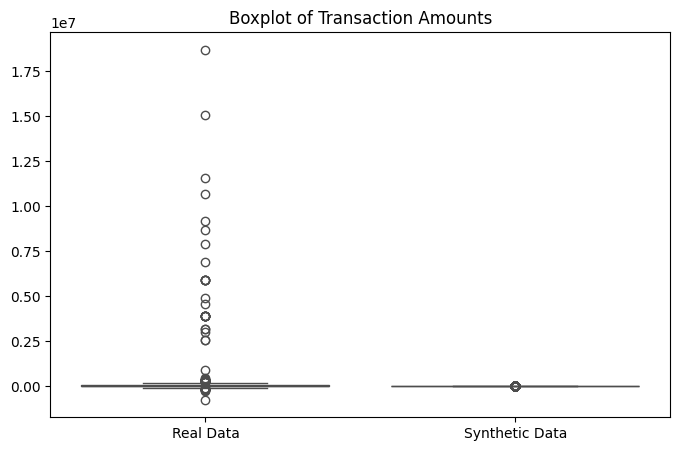 Boxplot of Transaction Amounts
1e7
1.75
1.50
1.25
1.00
0.75
0.50
0.25
0.00
Real Data
Synthetic Data